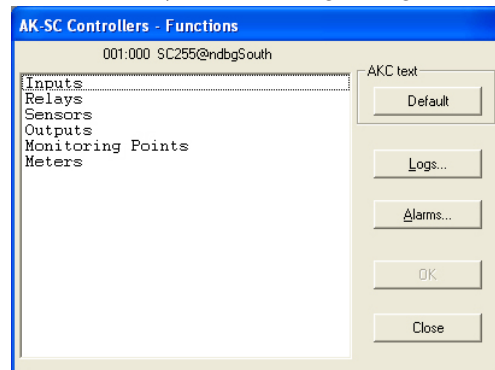 AK-SC Controllers - Functions
001:000 SC255@ndbgSouth
Inputs
Relays
Sensors
Outputs
Monitoring Points
Meters
AKC text
Default
Logs...
Alarms...
OK
Close